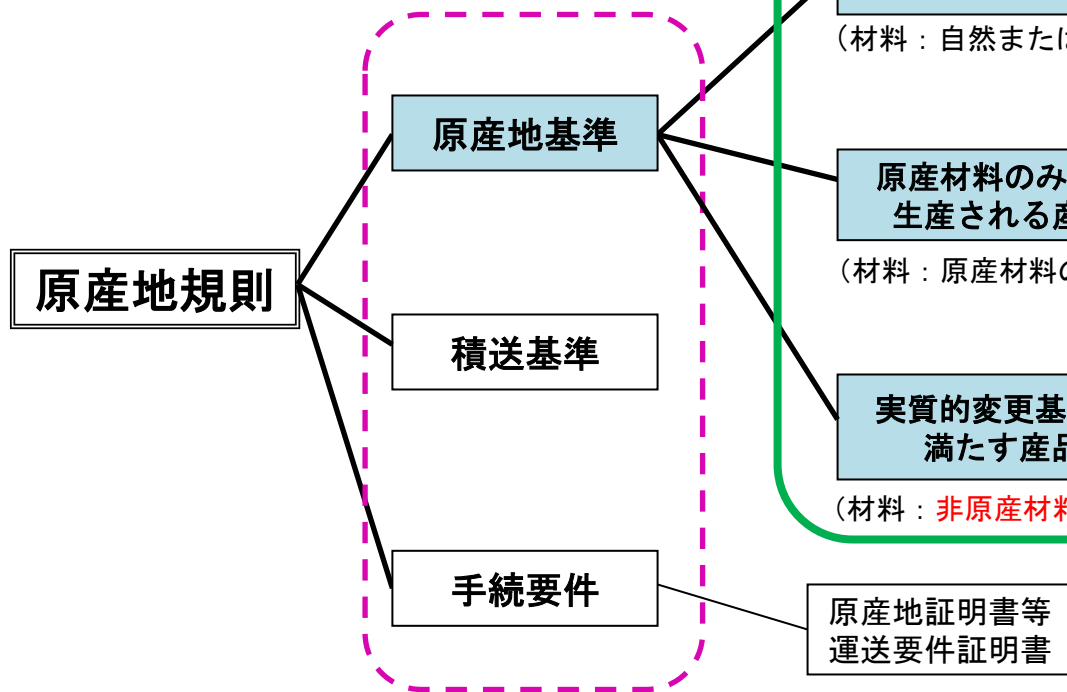 原産地規則
原産地基準
積送基準
手続要件
（材料：自然また
原産材料のみ
生産される
（材料：原産材料
実質的変更基
満たす産
（材料：非原産材
原産地証明書等
運送要件証明書